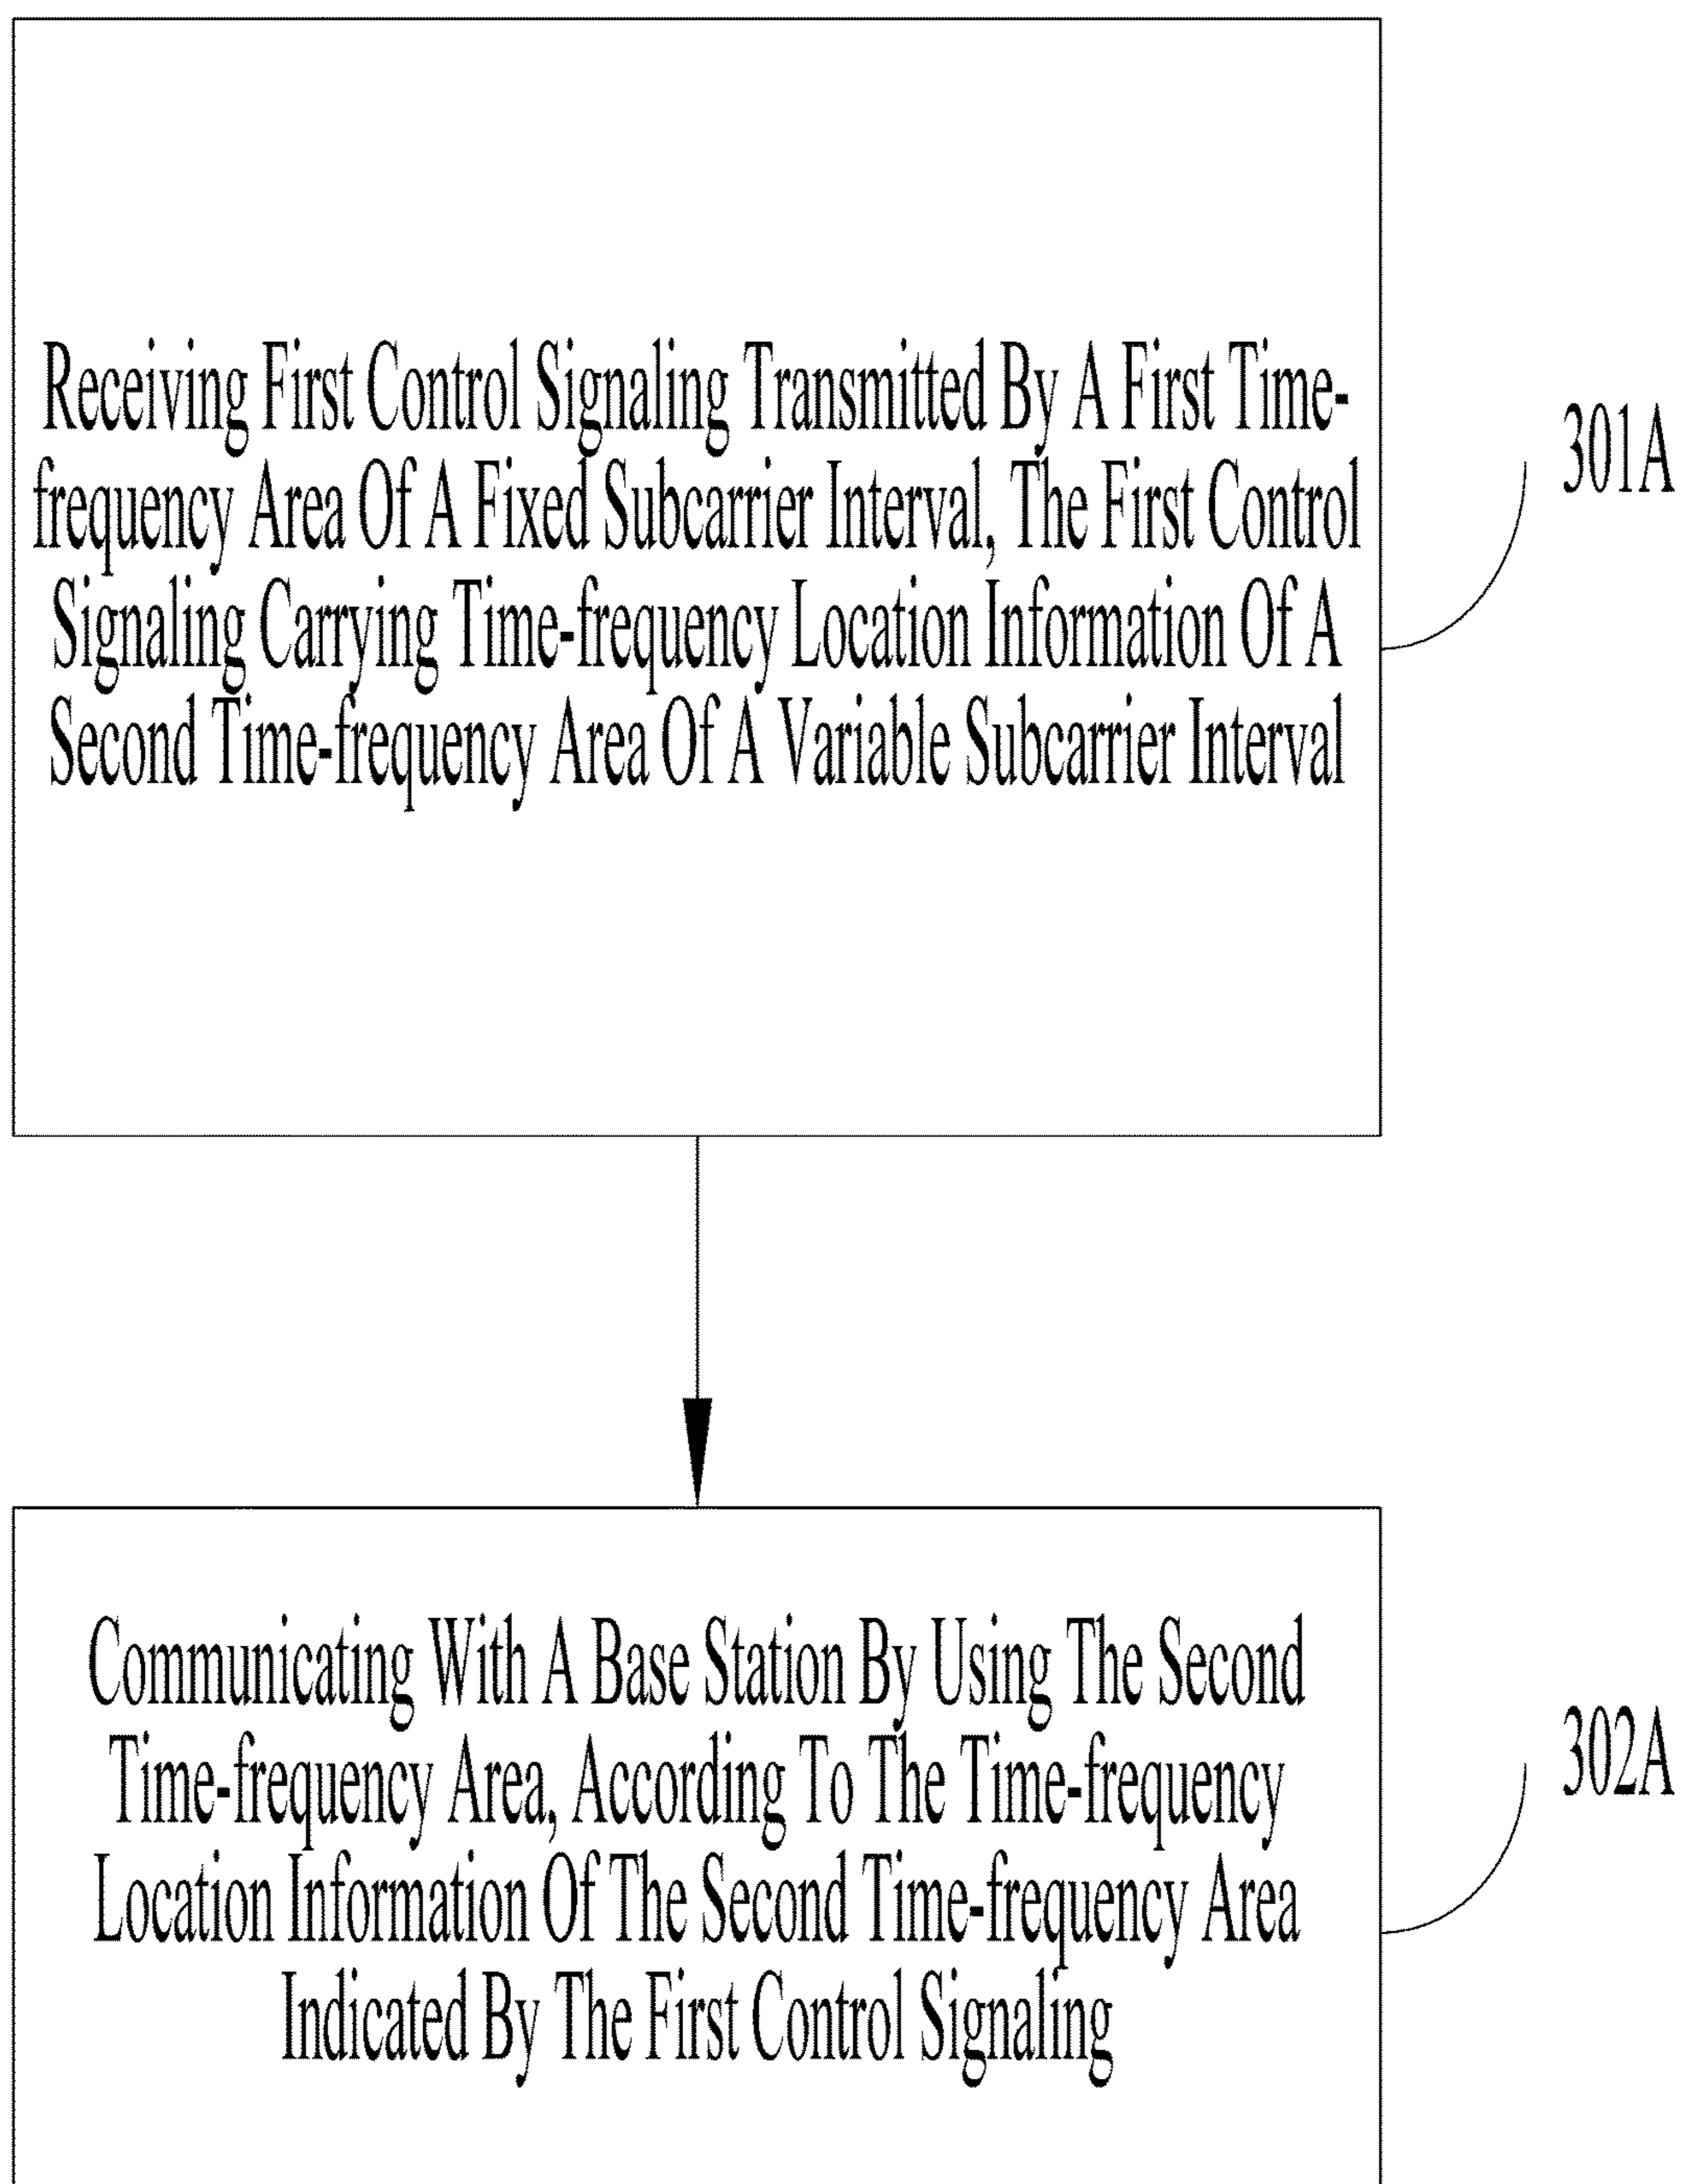 Receiving First Control Signaling Transmitted By A First Time-
frequency Area Of A Fixed Subcarrier Interval, The First Control
Signaling Carrying Time-frequency Location Information Of A
Second Time-frequency Area Of A Variable Subcarrier Interval
301A
Communicating With A Base Station By Using The Second
Time-frequency Area, According To The Time-frequency
Location Information Of The Second Time-frequency Area
Indicated By The First Control Signaling
302A